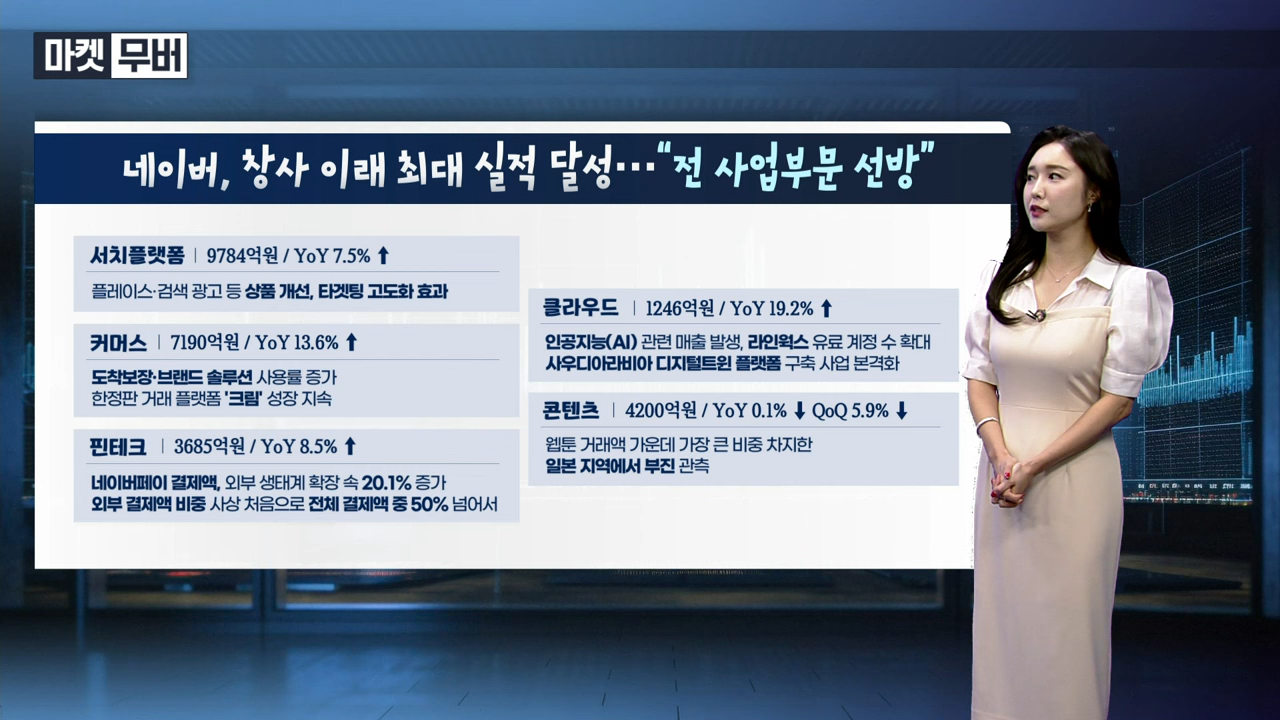 마켓무버
네이버, 창사 이래 최대 실적 달성…“전 사업부문 선방”
서치플랫폼 | 9784억원 / YoY 7.5% ⬆
플레이스·검색 광고 등 상품 개선, 타겟팅 고도화 효과
커머스 | 7190억원 / YoY 13.6% ⬆
도착보장·브랜드 솔루션 사용률 증가
한정판 거래 플랫폼 '크림' 성장 지속
핀테크 | 3685억원 / YoY 8.5% ⬆
네이버페이 결제액, 외부 생태계 확장 속 20.1% 증가
외부 결제액 비중 사상 처음으로 전체 결제액 중 50% 넘어서
클라우드 | 1246억원 / YoY 19.2% ⬆
인공지능(AI) 관련 매출 발생, 라인웍스 유료 계정 수 확대
사우디아라비아 디지털트윈 플랫폼 구축 사업 본격화
콘텐츠 | 4200억원 / YoY 0.1% ⬇ QoQ 5.9% ⬇
웹툰 거래액 가운데 가장 큰 비중 차지한
일본 지역에서 부진 관측